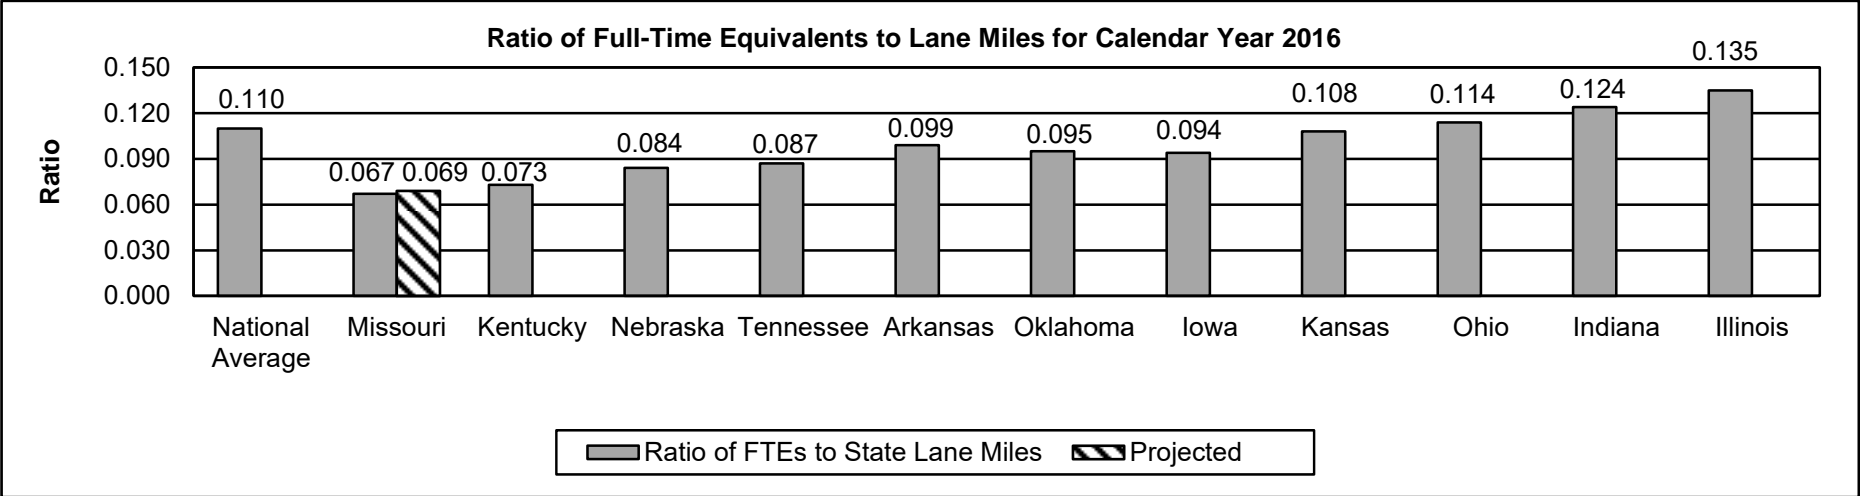 Ratio of Full-Time Equivalents to Lane Miles for Calendar Year 2016
Ratio
0.150
0.120
0.090
0.060
0.030
0.000
0.110
0.067 0.069 0.073
0.084
0.087
0.099
0.095
0.094
0.108
0.114
0.124
0.135
National Average
Missouri
Kentucky
Nebraska
Tennessee
Arkansas
Oklahoma
Iowa
Kansas
Ohio
Indiana
Illinois
Ratio of FTEs to State Lane Miles
Projected